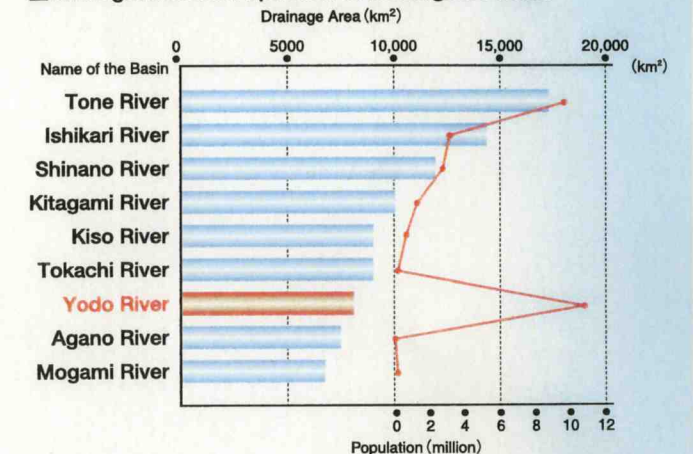 Drainage Area (km²)
0 5000 10,000 15,000 20,000
(km²)
Name of the Basin
Tone River
Ishikari River
Shinano River
Kitagami River
Kiso River
Tokachi River
Yodo River
Agano River
Mogami River
0 2 4 6 8 10 12
Population (million)